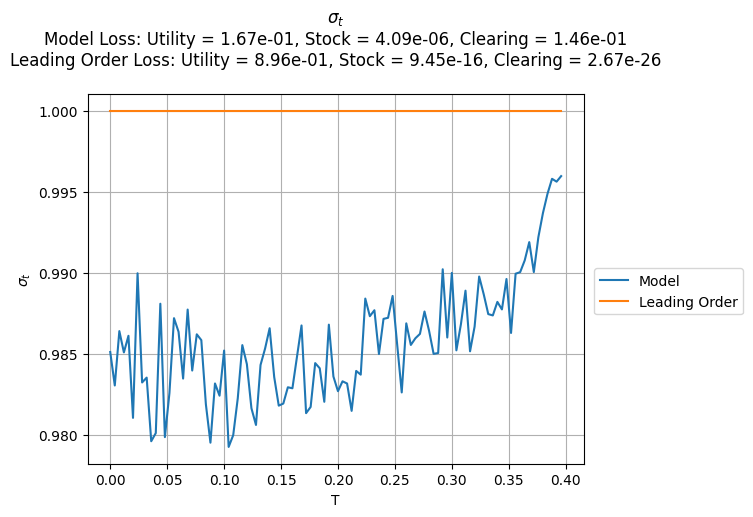 σt
Model Loss: Utility = 1.67e-01, Stock = 4.09e-06, Clearing = 1.46e-01
Leading Order Loss: Utility = 8.96e-01, Stock = 9.45e-16, Clearing = 2.67e-26
1.000
0.995
0.990
0.985
0.980
σt
0.00 0.05 0.10 0.15 0.20 0.25 0.30 0.35 0.40
T
Model
Leading Order